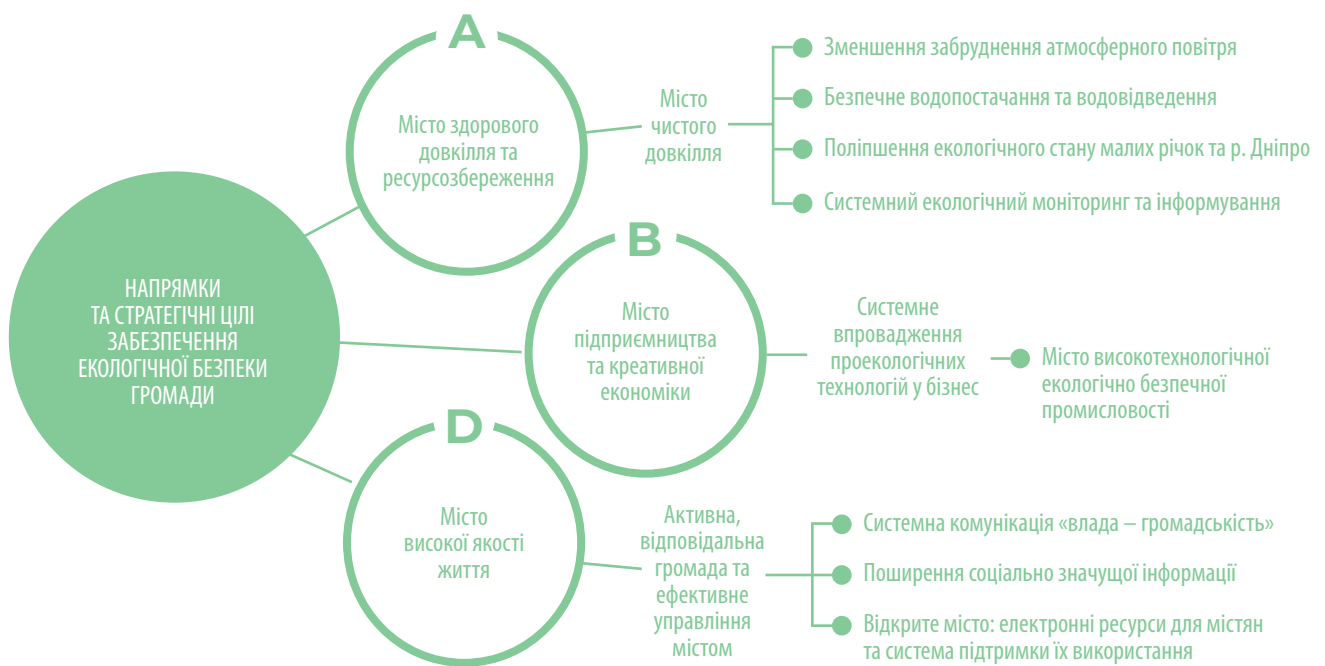 НАПРЯМКИ
ТА СТРАТЕГІЧНІ ЦІЛІ
ЗАБЕЗПЕЧЕННЯ
ЕКОЛОГІЧНОЇ БЕЗПЕКИ
ГРОМАДИ
A
Місто здорового
довкілля та
ресурсозбереження
Місто
чистого
довкілля
Зменшення забруднення атмосферного повітря
Безпечне водопостачання та водовідведення
Поліпшення екологічного стану малих річок та р. Дніпро
Системний екологічний моніторинг та інформування
B
Місто
підприємництва
та креативної
економіки
Системне
впровадження
проекологічних
технологій у бізнес
Місто високотехнологічної
екологічно безпечної
промисловості
D
Місто
високої якості
життя
Активна,
відповідальна
громада та
ефективне
управління
містом
Системна комунікація «влада – громадськість»
Поширення соціально значущої інформації
Відкрите місто: електронні ресурси для містян
та система підтримки їх використання